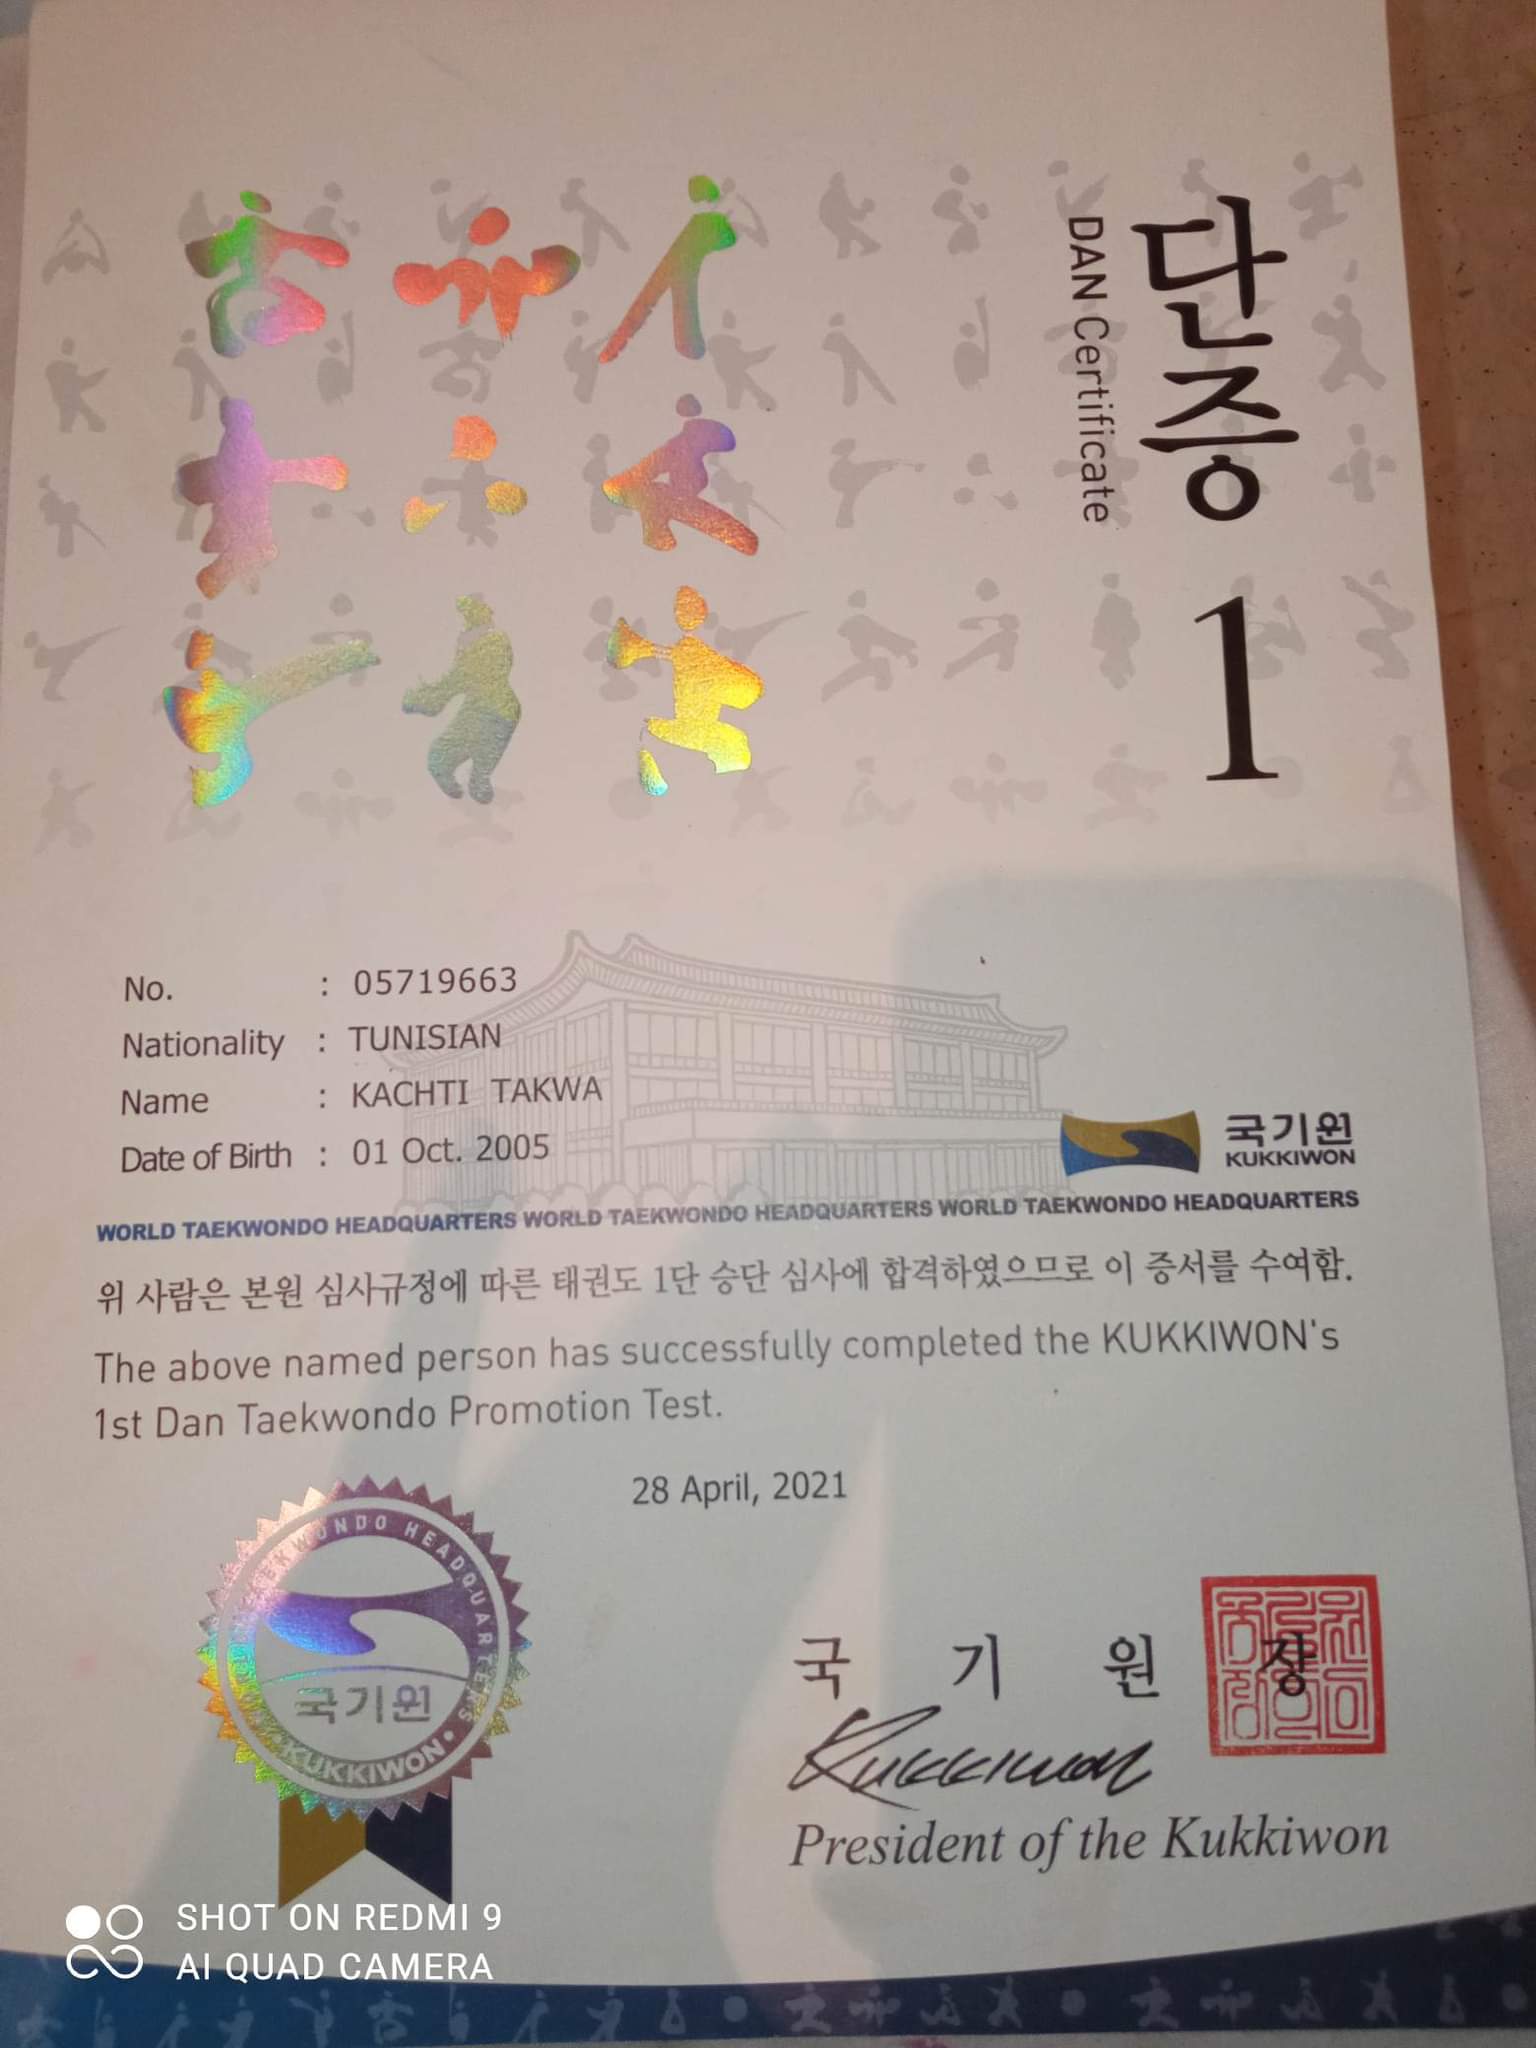 단증 1
DAN Certificate
No. : 05719663
Nationality : TUNISIAN
Name : KACHTI TAKWA
Date of Birth : 01 Oct. 2005
국기원
KUKKIWON
WORLD TAEKWONDO HEADQUARTERS WORLD TAEKWONDO HEADQUARTERS WORLD TAEKWONDO HEADQUARTERS
위 사람은 본원 심사규정에 따른 태권도 1단 승단 심사에 합격하였으므로 이 증서를 수여함.
The above named person has successfully completed the KUKKIWON's
1st Dan Taekwondo Promotion Test.
28 April, 2021
TAEKWONDO HEADQUARTERS
국기원
KUKKIWON
국 기 원 장
Kukkiwon
President of the Kukkiwon
SHOT ON REDMI 9
AI QUAD CAMERA